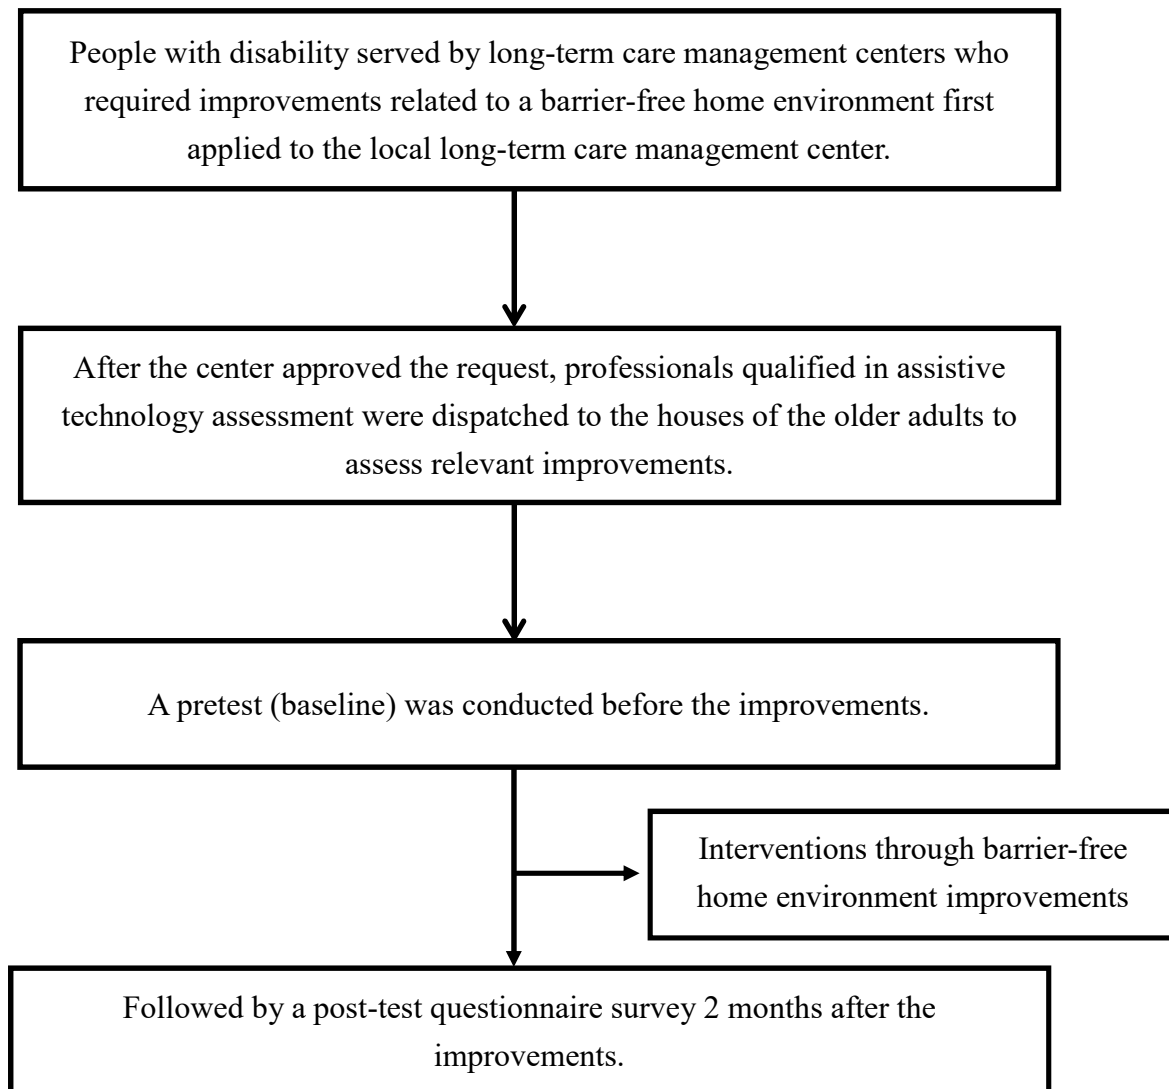 People with disability served by long-term care management centers who
required improvements related to a barrier-free home environment first
applied to the local long-term care management center.
After the center approved the request, professionals qualified in assistive
technology assessment were dispatched to the houses of the older adults to
assess relevant improvements.
A pretest (baseline) was conducted before the improvements.
Interventions through barrier-free
home environment improvements
Followed by a post-test questionnaire survey 2 months after the
improvements.